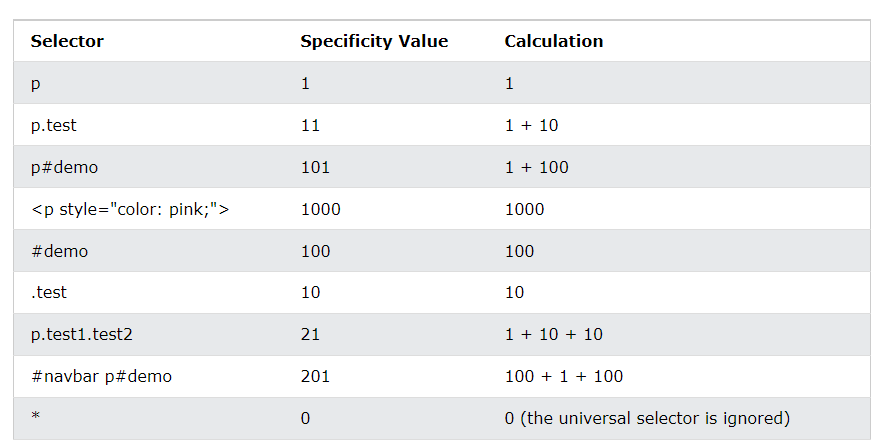 Selector Specificity Value Calculation
p 1 1
p.test 11 1 + 10
p#demo 101 1 + 100
<p style="color: pink;"> 1000 1000
#demo 100 100
.test 10 10
p.test1.test2 21 1 + 10 + 10
#navbar p#demo 201 100 + 1 + 100
* 0 0 (the universal selector is ignored)